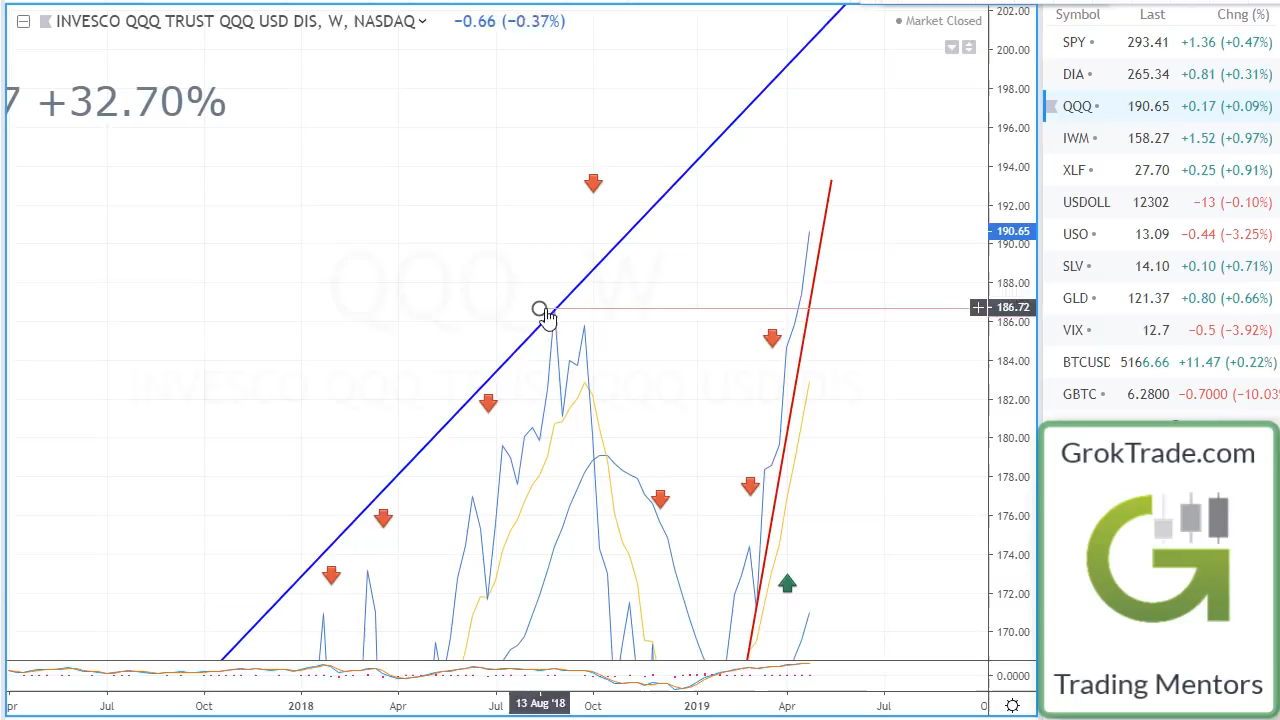 INVESCO QQQ TRUST QQQ USD DIS, W, NASDAQ
−0.66 (−0.37%)
Market Closed
7 +32.70%
QQQ, W
INVESCO QQQ TRUST QQQ USD DIS
202.00
200.00
198.00
196.00
194.00
192.00
190.65
190.00
188.00
186.72
186.00
184.00
182.00
180.00
178.00
176.00
174.00
172.00
170.00
0.0000
pr Jul Oct 2018 Apr Jul 13 Aug '18 Oct 2019 Apr Jul O
Symbol Last Chng (%)
SPY 293.41 +1.36 (+0.47%)
DIA 265.34 +0.81 (+0.31%)
QQQ 190.65 +0.17 (+0.09%)
IWM 158.27 +1.52 (+0.97%)
XLF 27.70 +0.25 (+0.91%)
USDOLL 12302 −13 (−0.10%)
USO 13.09 −0.44 (−3.25%)
SLV 14.10 +0.10 (+0.71%)
GLD 121.37 +0.80 (+0.66%)
VIX 12.7 −0.5 (−3.92%)
BTCUSD 5166.66 +11.47 (+0.22%)
GBTC 6.2800 −0.7000 (−10.03%
GrokTrade.com
Trading Mentors